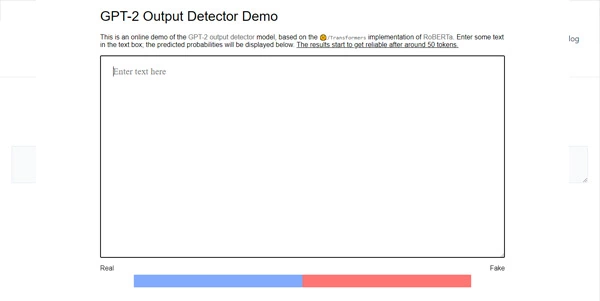 GPT-2 Output Detector Demo
This is an online demo of the GPT-2 output detector model, based on the 🤗/Transformers implementation of RoBERTa. Enter some text
in the text box; the predicted probabilities will be displayed below. The results start to get reliable after around 50 tokens.
log
Enter text here
Real Fake